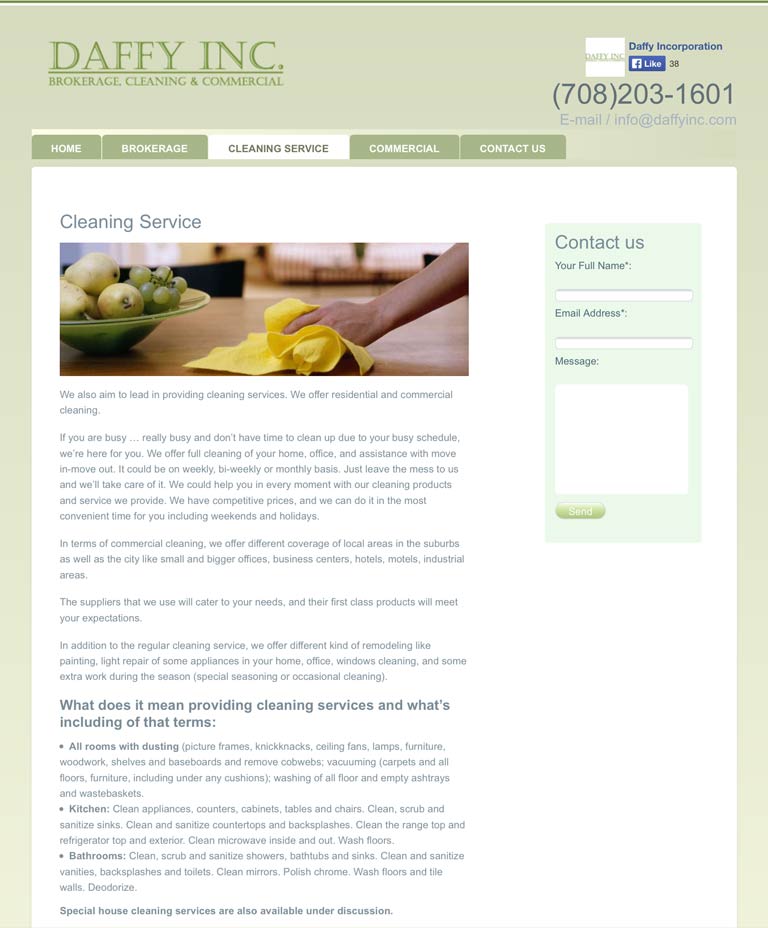 DAFFY INC.
BROKERAGE, CLEANING & COMMERCIAL
DAFFY INC
Daffy Incorporation
Like 38
(708)203-1601
E-mail / info@daffyinc.com
HOME BROKERAGE CLEANING SERVICE COMMERCIAL CONTACT US
Cleaning Service
We also aim to lead in providing cleaning services. We offer residential and commercial
cleaning.
If you are busy … really busy and don't have time to clean up due to your busy schedule,
we're here for you. We offer full cleaning of your home, office, and assistance with move
in-move out. It could be on weekly, bi-weekly or monthly basis. Just leave the mess to us
and we'll take care of it. We could help you in every moment with our cleaning products
and service we provide. We have competitive prices, and we can do it in the most
convenient time for you including weekends and holidays.
In terms of commercial cleaning, we offer different coverage of local areas in the suburbs
as well as the city like small and bigger offices, business centers, hotels, motels, industrial
areas.
The suppliers that we use will cater to your needs, and their first class products will meet
your expectations.
In addition to the regular cleaning service, we offer different kind of remodeling like
painting, light repair of some appliances in your home, office, windows cleaning, and some
extra work during the season (special seasoning or occasional cleaning).
What does it mean providing cleaning services and what's
including of that terms:
• All rooms with dusting (picture frames, knickknacks, ceiling fans, lamps, furniture,
woodwork, shelves and baseboards and remove cobwebs; vacuuming (carpets and all
floors, furniture, including under any cushions); washing of all floor and empty ashtrays
and wastebaskets.
• Kitchen: Clean appliances, counters, cabinets, tables and chairs. Clean, scrub and
sanitize sinks. Clean and sanitize countertops and backsplashes. Clean the range top and
refrigerator top and exterior. Clean microwave inside and out. Wash floors.
• Bathrooms: Clean, scrub and sanitize showers, bathtubs and sinks. Clean and sanitize
vanities, backsplashes and toilets. Clean mirrors. Polish chrome. Wash floors and tile
walls. Deodorize.
Special house cleaning services are also available under discussion.
Contact us
Your Full Name*:
Email Address*:
Message:
Send